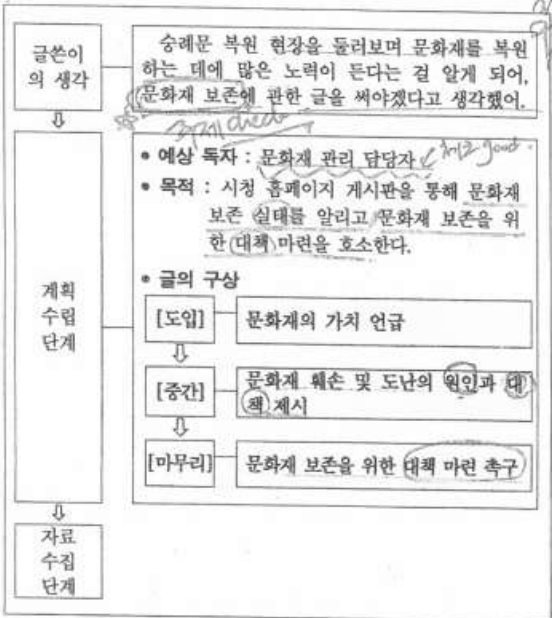 글쓴이
의 생각
숭례문 복원 현장을 둘러보며 문화재를 복원
하는 데에 많은 노력이 든다는 걸 알게 되어,
문화재 보존에 관한 글을 써야겠다고 생각했어.
⇩
주제 check
• 예상 독자 : 문화재 관리 담당자
good.
• 목적 : 시청 홈페이지 게시판을 통해 문화재
보존 실태를 알리고 문화재 보존을 위
한 대책 마련을 호소한다.
• 글의 구상
계획
수립
단계
[도입]
문화재의 가치 언급
⇩
[중간]
문화재 훼손 및 도난의 원인과 대
책 제시
⇩
[마무리]
문화재 보존을 위한 대책 마련 촉구
⇩
자료
수집
단계